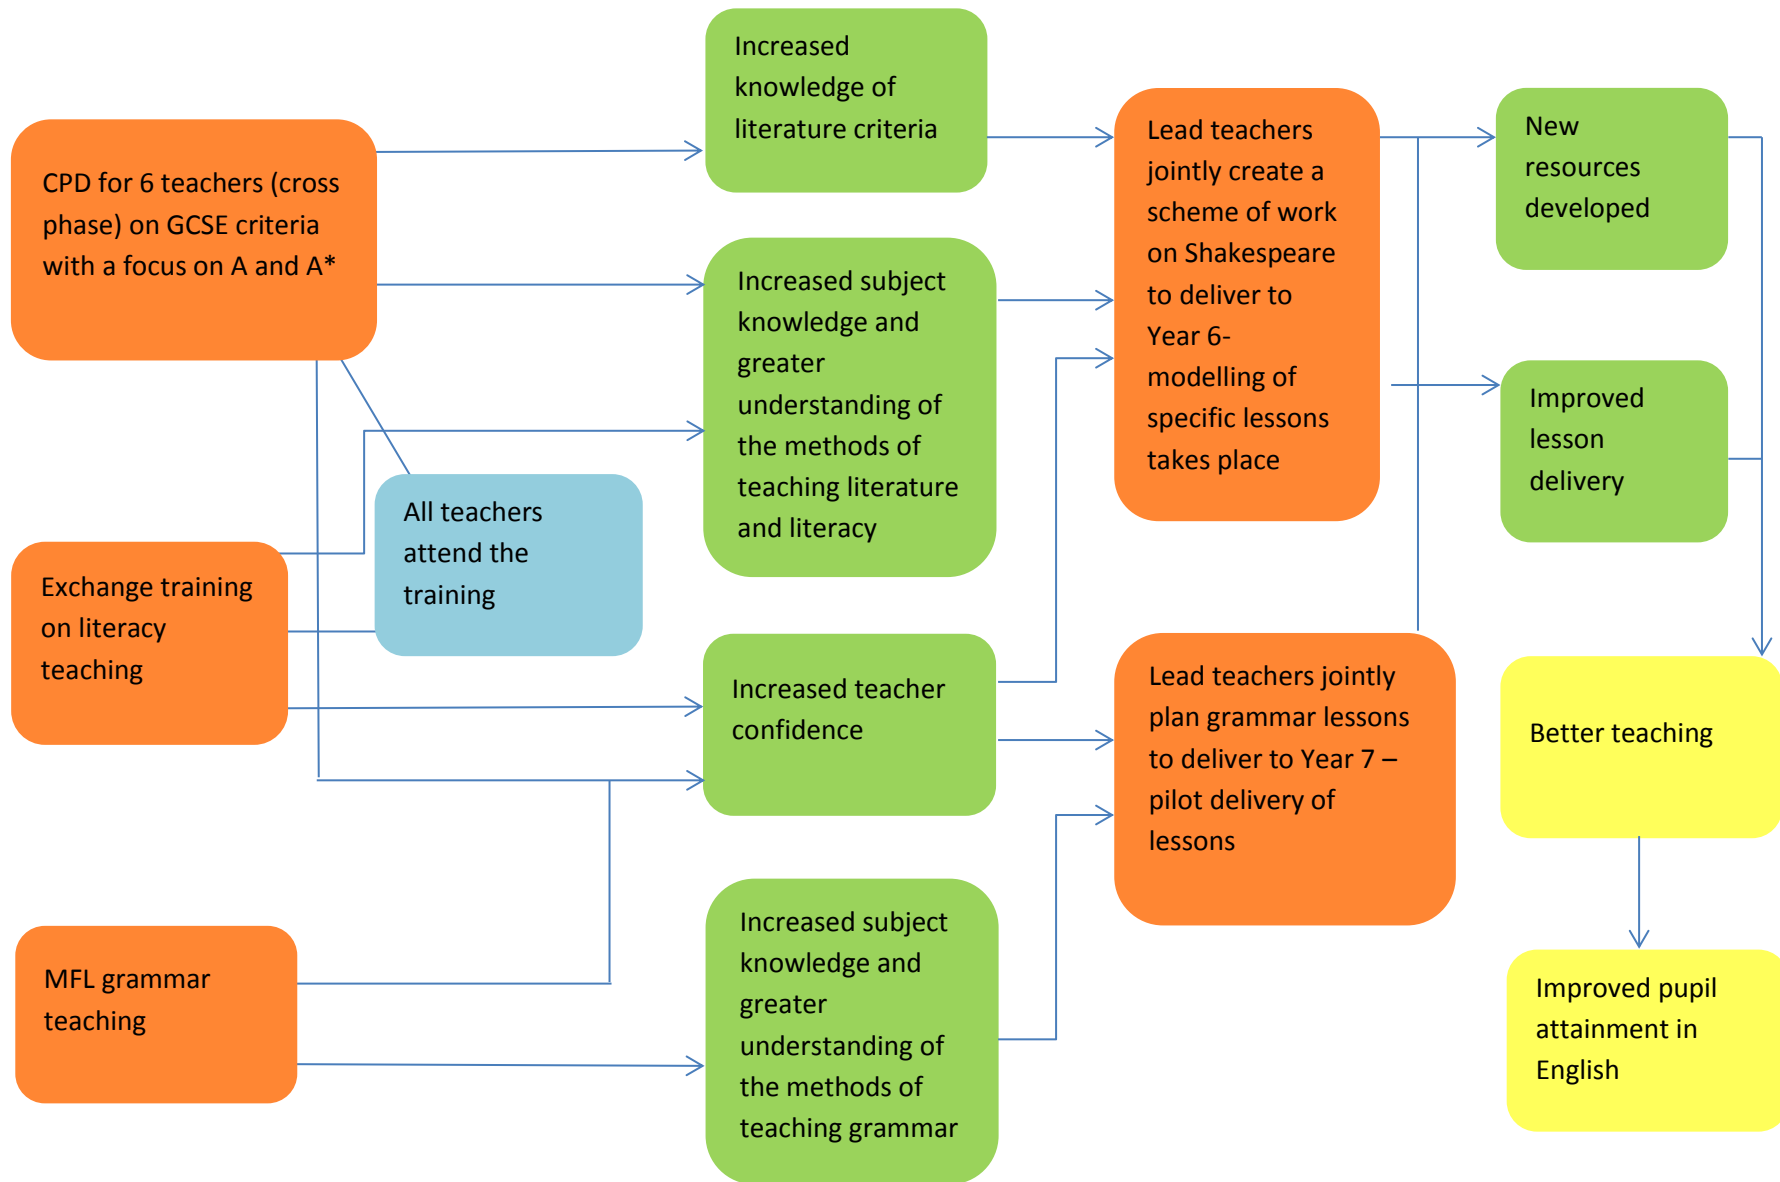 Increased
knowledge of
literature criteria
CPD for 6 teachers (cross
phase) on GCSE criteria
with a focus on A and A*
Lead teachers
jointly create a
scheme of work
on Shakespeare
to deliver to
Year 6-
modelling of
specific lessons
takes place
New
resources
developed
Increased subject
knowledge and
greater
understanding of
the methods of
teaching literature
and literacy
Improved
lesson
delivery
All teachers
attend the
training
Exchange training
on literacy
teaching
Increased teacher
confidence
Lead teachers jointly
plan grammar lessons
to deliver to Year 7 –
pilot delivery of
lessons
Better teaching
MFL grammar
teaching
Increased subject
knowledge and
greater
understanding of
the methods of
teaching grammar
Improved pupil
attainment in
English